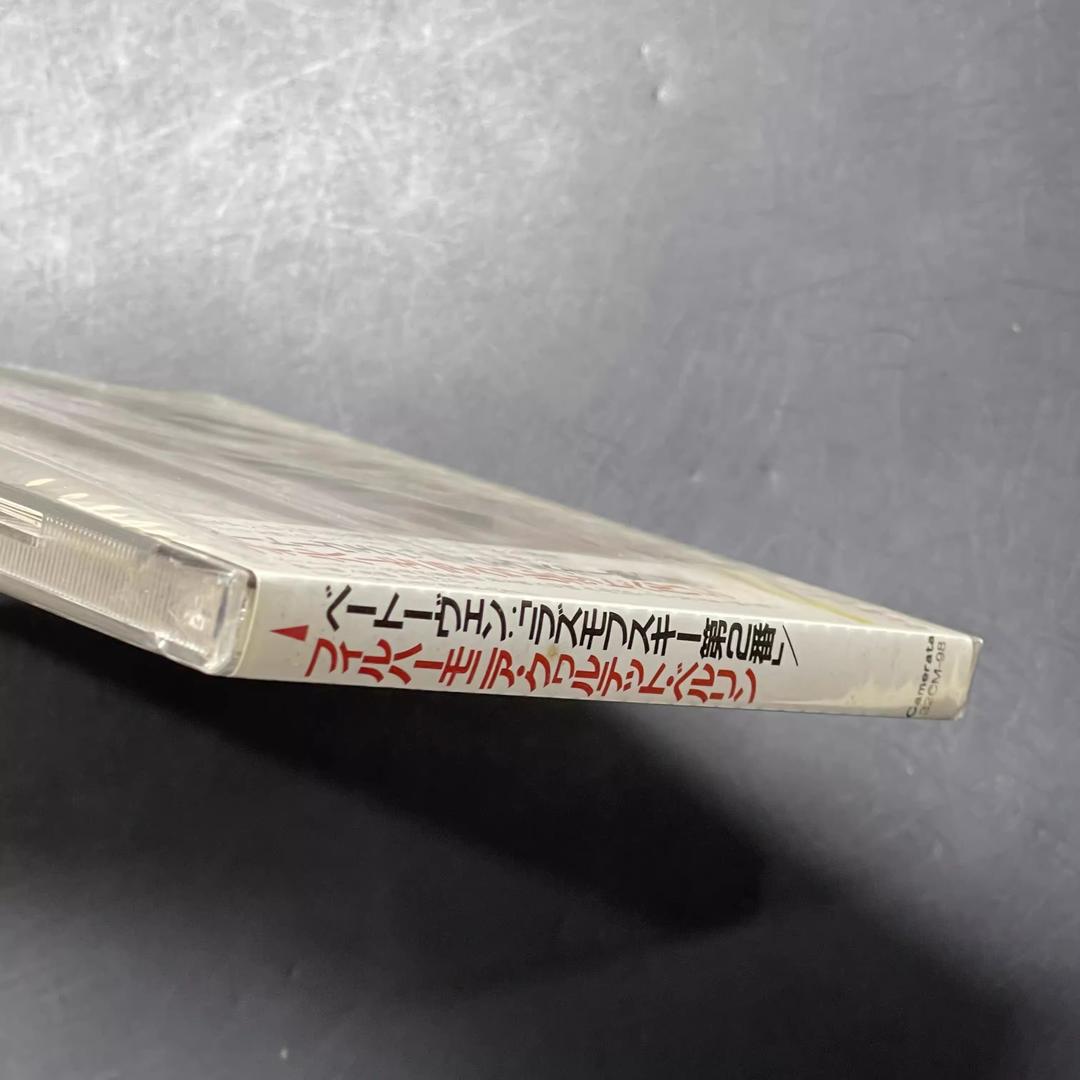 ベートーヴェン:「ラズモフスキー第2番」/
フィルハーモニア・クワルテット・ベルリン
Camerata
32CM-98